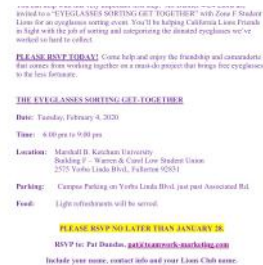 invited to a "EYEGLASSES SORTING GET TOGETHER" with Zone F Student
Lions for an eyeglasses sorting event. You'll be helping California Lions Friends
in Sight with the job of sorting and categorizing the donated eyeglasses we've
worked so hard to collect.
PLEASE RSVP TODAY! Come help and enjoy the friendship and camaraderie
that comes from working together on a must-do project that brings free eyeglasses
to the less fortunate.
THE EYEGLASSES SORTING GET-TOGETHER
Date: Tuesday, February 4, 2020
Time: 6:00 pm to 9:00 pm
Location: Marshall B. Ketchum University
Building F – Warren & Carol Low Student Union
2575 Yorba Linda Blvd., Fullerton 92831
Parking: Campus Parking on Yorba Linda Blvd. just past Associated Rd.
Food: Light refreshments will be served.
PLEASE RSVP NO LATER THAN JANUARY 28.
RSVP to: Pat Dundas, pat@teamwork-marketing.com
Include your name, contact info and your Lions Club name.